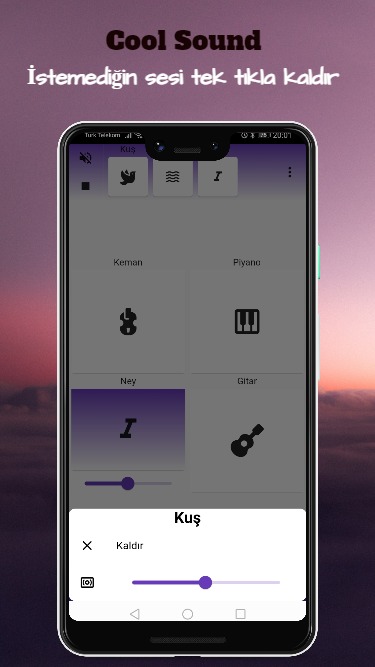 Cool Sound
İstemediğin sesi tek tıkla kaldır
Türk Telekom
20:01
Kuş
Keman
Piyano
Ney
Gitar
Kuş
Kaldır